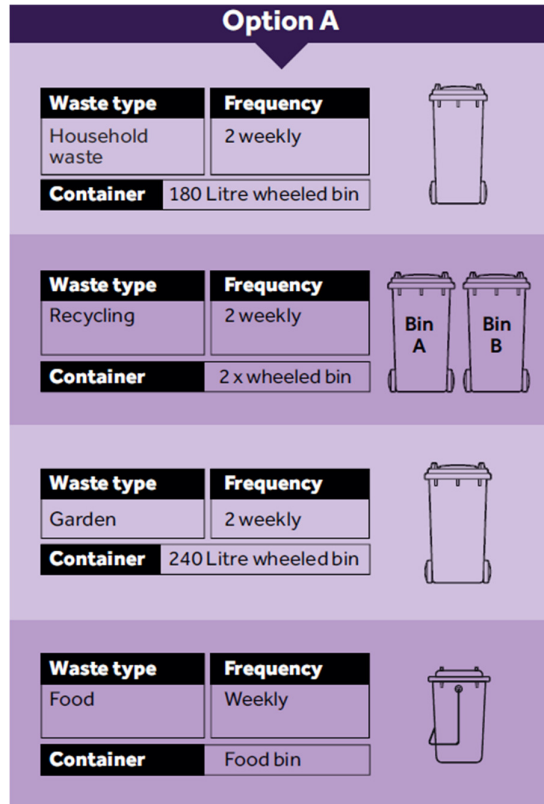 Option A
Waste type Frequency
Household 2 weekly
waste
Container 180 Litre wheeled bin
Waste type Frequency
Recycling 2 weekly
Bin Bin
A B
Container 2 x wheeled bin
Waste type Frequency
Garden 2 weekly
Container 240 Litre wheeled bin
Waste type Frequency
Food Weekly
Container Food bin